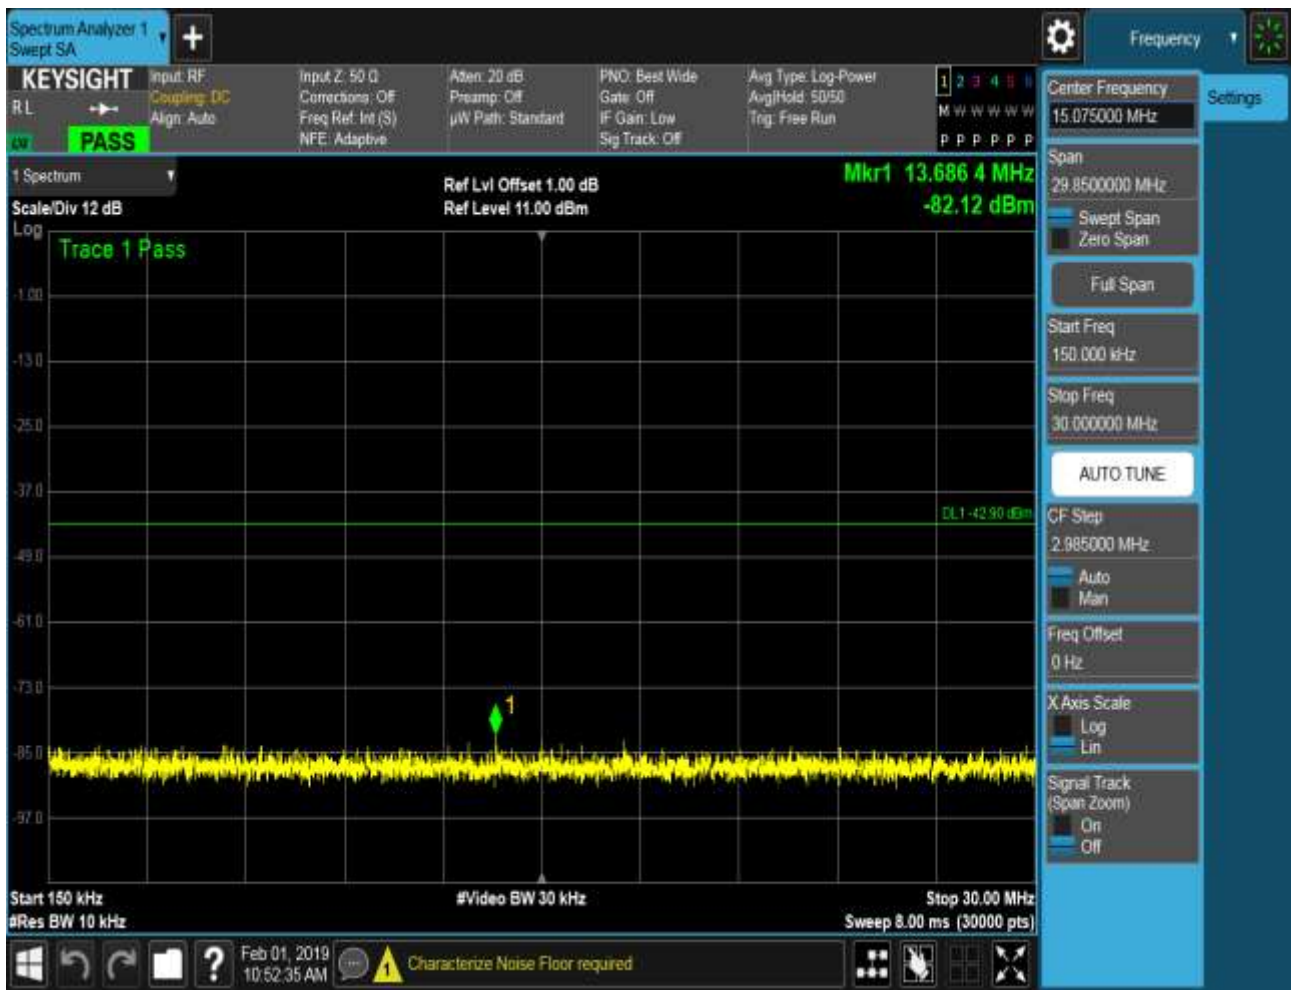 Spectrum Analyzer 1
Swept SA
Frequency
KEYSIGHT
R L
PASS
Input: RF
Coupling: DC
Align: Auto
Input Z: 50 Ω
Corrections: Off
Freq Ref: Int (S)
NFE: Adaptive
Atten: 20 dB
Preamp: Off
µW Path: Standard
PNO: Best Wide
Gate: Off
IF Gain: Low
Sig Track: Off
Avg Type: Log-Power
Avg|Hold: 50/50
Trig: Free Run
1 2 3 4 5 6
M W W W W W
P P P P P P
1 Spectrum
Scale/Div 12 dB
Log
Ref Lvl Offset 1.00 dB
Ref Level 11.00 dBm
Mkr1 13.686 4 MHz
-82.12 dBm
Trace 1 Pass
-1.00
-13.0
-25.0
-37.0
DL1 -42.90 dBm
-49.0
-61.0
-73.0
1
-85.0
-97.0
Start 150 kHz
#Res BW 10 kHz
#Video BW 30 kHz
Stop 30.00 MHz
Sweep 8.00 ms (30000 pts)
Center Frequency
15.075000 MHz
Settings
Span
29.8500000 MHz
Swept Span
Zero Span
Full Span
Start Freq
150.000 kHz
Stop Freq
30.000000 MHz
AUTO TUNE
CF Step
2.985000 MHz
Auto
Man
Freq Offset
0 Hz
X Axis Scale
Log
Lin
Signal Track
(Span Zoom)
On
Off
?
Feb 01, 2019
10:52:35 AM
1
Characterize Noise Floor required